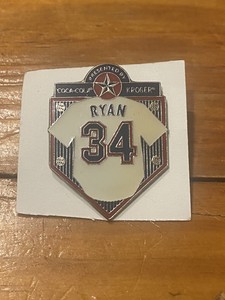 PRESENTED BY
COCA-COLA KROGER
RYAN
34